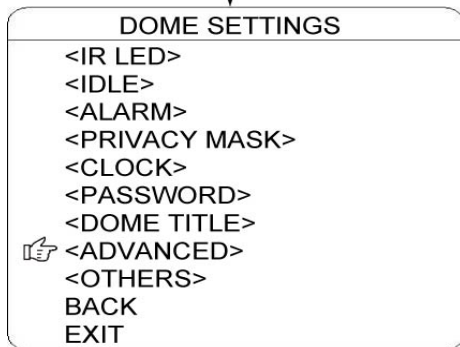 DOME SETTINGS
<IR LED>
<IDLE>
<ALARM>
<PRIVACY MASK>
<CLOCK>
<PASSWORD>
<DOME TITLE>
<ADVANCED>
<OTHERS>
BACK
EXIT